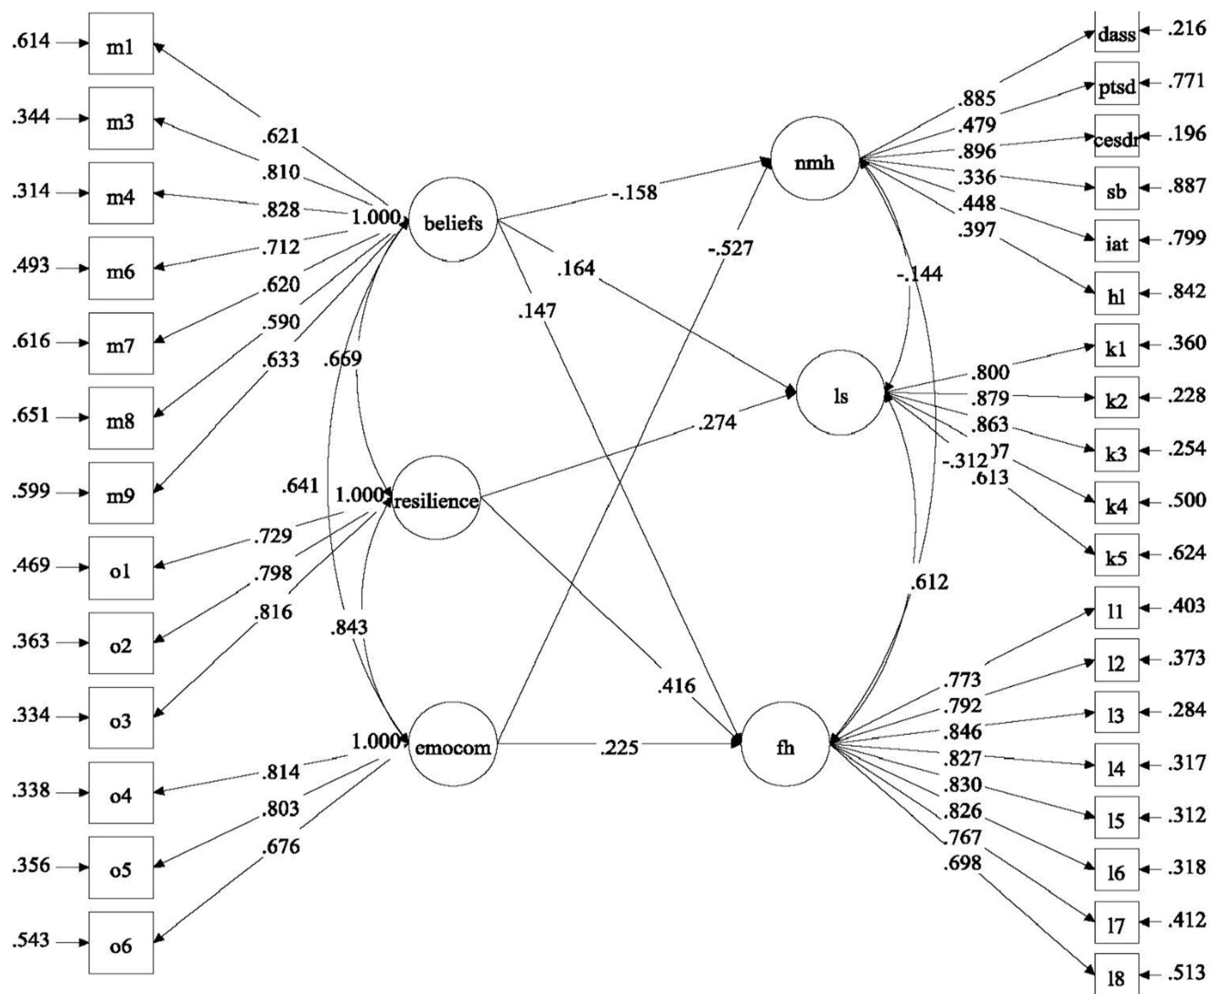 .614 m1
.344 m3
.314 m4
.493 m6
.616 m7
.651 m8
.599 m9
.469 o1
.363 o2
.334 o3
.338 o4
.356 o5
.543 o6
.621
.810
.828
.712
.620
.590
.633
1.000 beliefs
.669
.641
1.000 resilience
.729
.798
.816
.843
1.000 emocom
.814
.803
.676
-.158
-.527
.164
.147
.274
.416
.225
nmh
ls
fh
-.144
-.312
.612
.885
.479
.896
.336
.448
.397
.800
.879
.863
.613
.773
.792
.846
.827
.830
.826
.767
.698
dass .216
ptsd .771
cesdr .196
sb .887
iat .799
hl .842
k1 .360
k2 .228
k3 .254
k4 .500
k5 .624
l1 .403
l2 .373
l3 .284
l4 .317
l5 .312
l6 .318
l7 .412
l8 .513